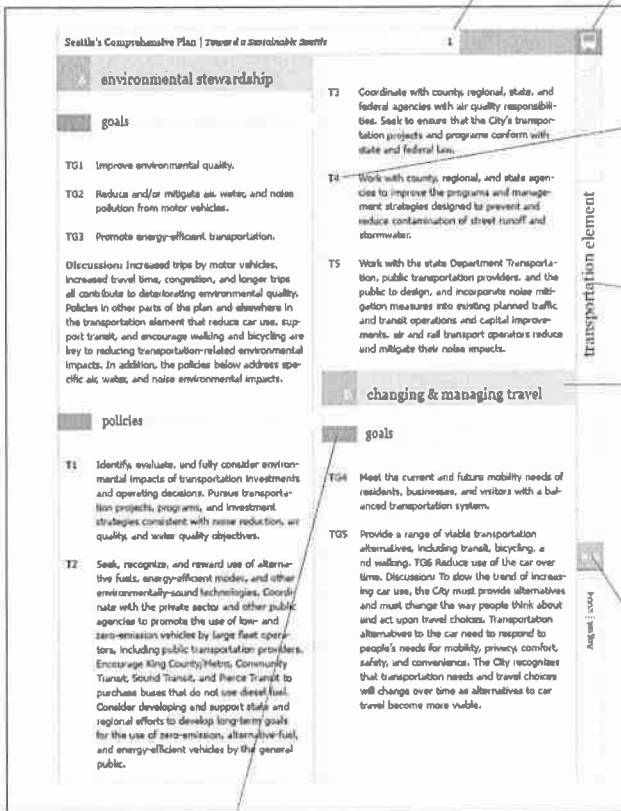 Seattle's Comprehensive Plan | Toward a Sustainable Seattle
1
A environmental stewardship
goals
TG1 Improve environmental quality.
TG2 Reduce and/or mitigate air, water, and noise
pollution from motor vehicles.
TG3 Promote energy-efficient transportation.
Discussion: Increased trips by motor vehicles,
increased travel time, congestion, and longer trips
all contribute to deteriorating environmental quality.
Policies in other parts of the plan and elsewhere in
the transportation element that reduce car use, sup-
port transit, and encourage walking and bicycling are
key to reducing transportation-related environmental
impacts. In addition, the policies below address spe-
cific air, water, and noise environmental impacts.
policies
T1 Identify, evaluate, and fully consider environ-
mental impacts of transportation investments
and operating decisions. Pursue transporta-
tion projects, programs, and investment
strategies consistent with noise reduction, air
quality, and water quality objectives.
T2 Seek, recognize, and reward use of alterna-
tive fuels, energy-efficient modes, and other
environmentally-sound technologies. Coordi-
nate with the private sector and other public
agencies to promote the use of low- and
zero-emission vehicles by large fleet opera-
tors, including public transportation providers.
Encourage King County/Metro, Community
Transit, Sound Transit, and Pierce Transit to
purchase buses that do not use diesel fuel.
Consider developing and support state and
regional efforts to develop long-term goals
for the use of zero-emission, alternative-fuel,
and energy-efficient vehicles by the general
public.
T3 Coordinate with county, regional, state, and
federal agencies with air quality responsibili-
ties. Seek to ensure that the City's transpor-
tation projects and programs conform with
state and federal law.
T4 Work with county, regional, and state agen-
cies to improve the programs and manage-
ment strategies designed to prevent and
reduce contamination of street runoff and
stormwater.
T5 Work with the state Department Transporta-
tion, public transportation providers, and the
public to design, and incorporate noise miti-
gation measures into existing planned traffic
and transit operations and capital improve-
ments. air and rail transport operators reduce
and mitigate their noise impacts.
changing & managing travel
goals
TG4 Meet the current and future mobility needs of
residents, businesses, and visitors with a bal-
anced transportation system.
TG5 Provide a range of viable transportation
alternatives, including transit, bicycling, a
nd walking. TG6 Reduce use of the car over
time. Discussion: To slow the trend of increas-
ing car use, the City must provide alternatives
and must change the way people think about
and act upon travel choices. Transportation
alternatives to the car need to respond to
people's needs for mobility, privacy, comfort,
safety, and convenience. The City recognizes
that transportation needs and travel choices
will change over time as alternatives to car
travel become more viable.
transportation element
August | 2004